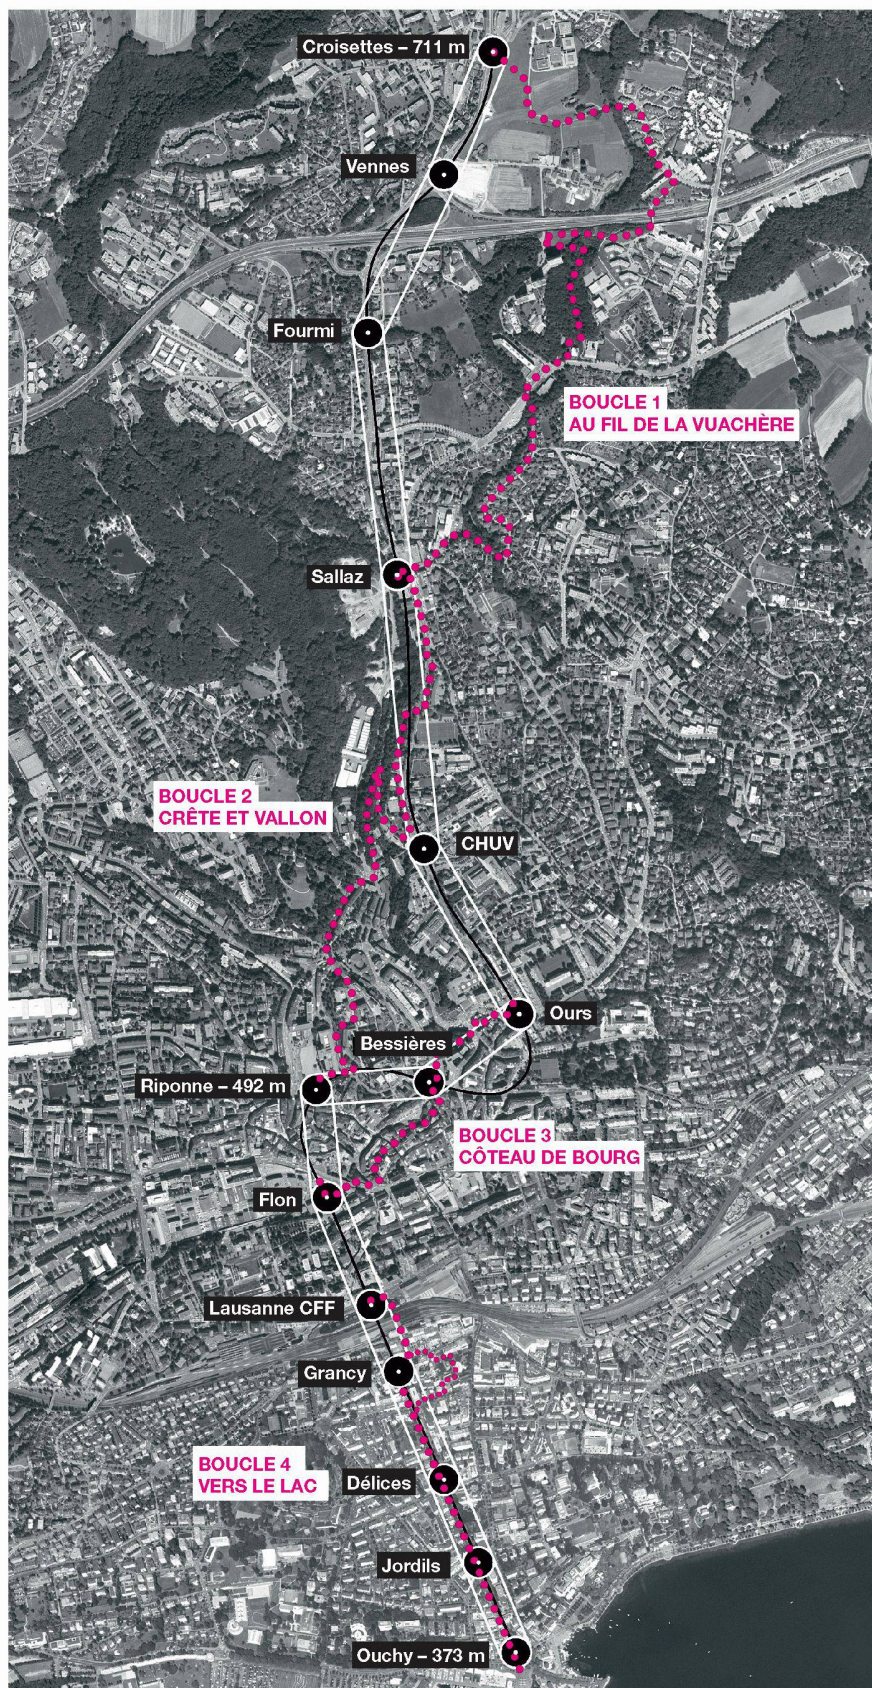 Croisettes – 711 m
Vennes
Fourmi
BOUCLE 1
AU FIL DE LA VUACHÈRE
Sallaz
BOUCLE 2
CRÊTE ET VALLON
CHUV
Ours
Bessières
Riponne – 492 m
BOUCLE 3
CÔTEAU DE BOURG
Flon
Lausanne CFF
Grancy
BOUCLE 4
VERS LE LAC
Délices
Jordils
Ouchy – 373 m